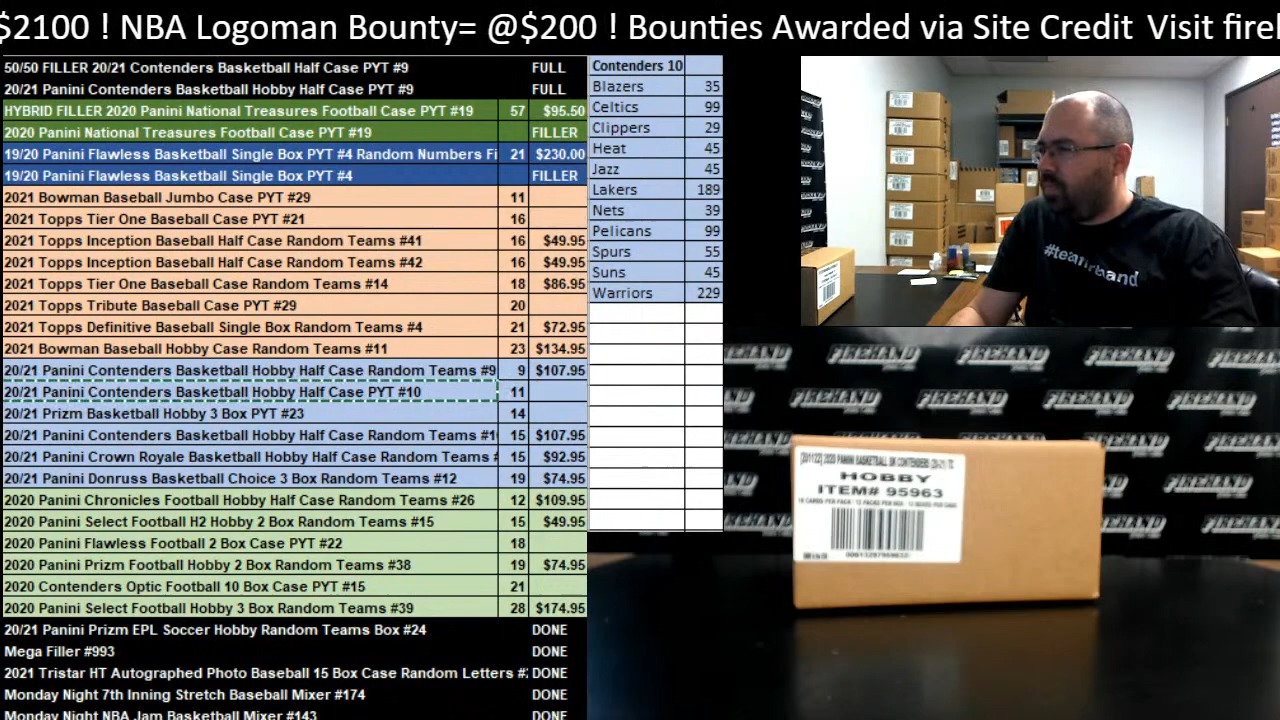 $2100 ! NBA Logoman Bounty= @$200 ! Bounties Awarded via Site Credit Visit fire
50/50 FILLER 20/21 Contenders Basketball Half Case PYT #9 FULL
20/21 Panini Contenders Basketball Hobby Half Case PYT #9 FULL
HYBRID FILLER 2020 Panini National Treasures Football Case PYT #19 57 $95.50
2020 Panini National Treasures Football Case PYT #19 FILLER
19/20 Panini Flawless Basketball Single Box PYT #4 Random Numbers Fi 21 $230.00
19/20 Panini Flawless Basketball Single Box PYT #4 FILLER
2021 Bowman Baseball Jumbo Case PYT #29 11
2021 Topps Tier One Baseball Case PYT #21 16
2021 Topps Inception Baseball Half Case Random Teams #41 16 $49.95
2021 Topps Inception Baseball Half Case Random Teams #42 16 $49.95
2021 Topps Tier One Baseball Case Random Teams #14 18 $86.95
2021 Topps Tribute Baseball Case PYT #29 20
2021 Topps Definitive Baseball Single Box Random Teams #4 21 $72.95
2021 Bowman Baseball Hobby Case Random Teams #11 23 $134.95
20/21 Panini Contenders Basketball Hobby Half Case Random Teams #9 9 $107.95
20/21 Panini Contenders Basketball Hobby Half Case PYT #10 11
20/21 Prizm Basketball Hobby 3 Box PYT #23 14
20/21 Panini Contenders Basketball Hobby Half Case Random Teams #1 15 $107.95
20/21 Panini Crown Royale Basketball Hobby Half Case Random Teams # 15 $92.95
20/21 Panini Donruss Basketball Choice 3 Box Random Teams #12 19 $74.95
2020 Panini Chronicles Football Hobby Half Case Random Teams #26 12 $109.95
2020 Panini Select Football H2 Hobby 2 Box Random Teams #15 15 $49.95
2020 Panini Flawless Football 2 Box Case PYT #22 18
2020 Panini Prizm Football Hobby 2 Box Random Teams #38 19 $74.95
2020 Contenders Optic Football 10 Box Case PYT #15 21
2020 Panini Select Football Hobby 3 Box Random Teams #39 28 $174.95
20/21 Panini Prizm EPL Soccer Hobby Random Teams Box #24 DONE
Mega Filler #993 DONE
2021 Tristar HT Autographed Photo Baseball 15 Box Case Random Letters #: DONE
Monday Night 7th Inning Stretch Baseball Mixer #174 DONE
Monday Night NBA Jam Basketball Mixer #143 DONE
Contenders 10
Blazers 35
Celtics 99
Clippers 29
Heat 45
Jazz 45
Lakers 189
Nets 39
Pelicans 99
Spurs 55
Suns 45
Warriors 229
FIREHAND
[201122] 2020 PANINI BASKETBALL
HOBBY
ITEM# 95963